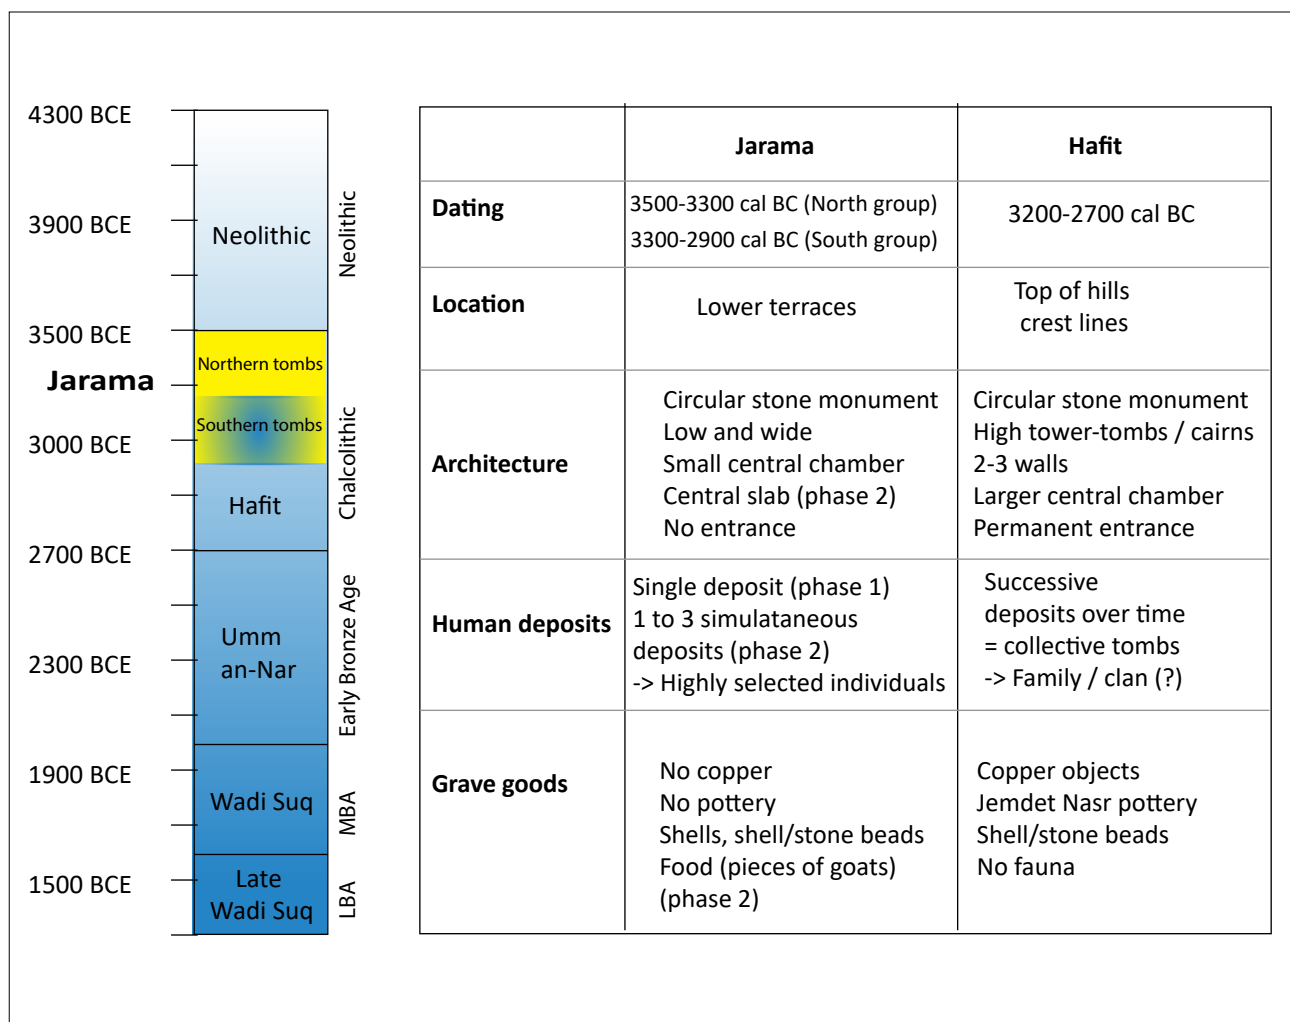 4300 BCE
3900 BCE
3500 BCE
Jarama
3000 BCE
2700 BCE
2300 BCE
1900 BCE
1500 BCE
Neolithic
Northern tombs
Southern tombs
Hafit
Umm
an-Nar
Wadi Suq
Late
Wadi Suq
Neolithic
Chalcolithic
Early Bronze Age
MBA
LBA
Jarama
Hafit
Dating
3500-3300 cal BC (North group)
3300-2900 cal BC (South group)
3200-2700 cal BC
Location
Lower terraces
Top of hills
crest lines
Architecture
Circular stone monument
Low and wide
Small central chamber
Central slab (phase 2)
No entrance
Circular stone monument
High tower-tombs / cairns
2-3 walls
Larger central chamber
Permanent entrance
Human deposits
Single deposit (phase 1)
1 to 3 simulataneous
deposits (phase 2)
-> Highly selected individuals
Successive
deposits over time
= collective tombs
-> Family / clan (?)
Grave goods
No copper
No pottery
Shells, shell/stone beads
Food (pieces of goats)
(phase 2)
Copper objects
Jemdet Nasr pottery
Shell/stone beads
No fauna